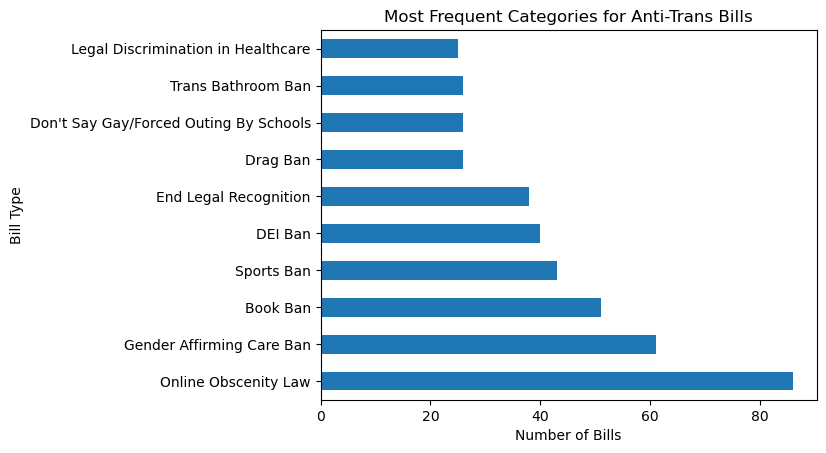 Most Frequent Categories for Anti-Trans Bills
Legal Discrimination in Healthcare
Trans Bathroom Ban
Don't Say Gay/Forced Outing By Schools
Drag Ban
End Legal Recognition
DEI Ban
Sports Ban
Book Ban
Gender Affirming Care Ban
Online Obscenity Law
Bill Type
0 20 40 60 80
Number of Bills